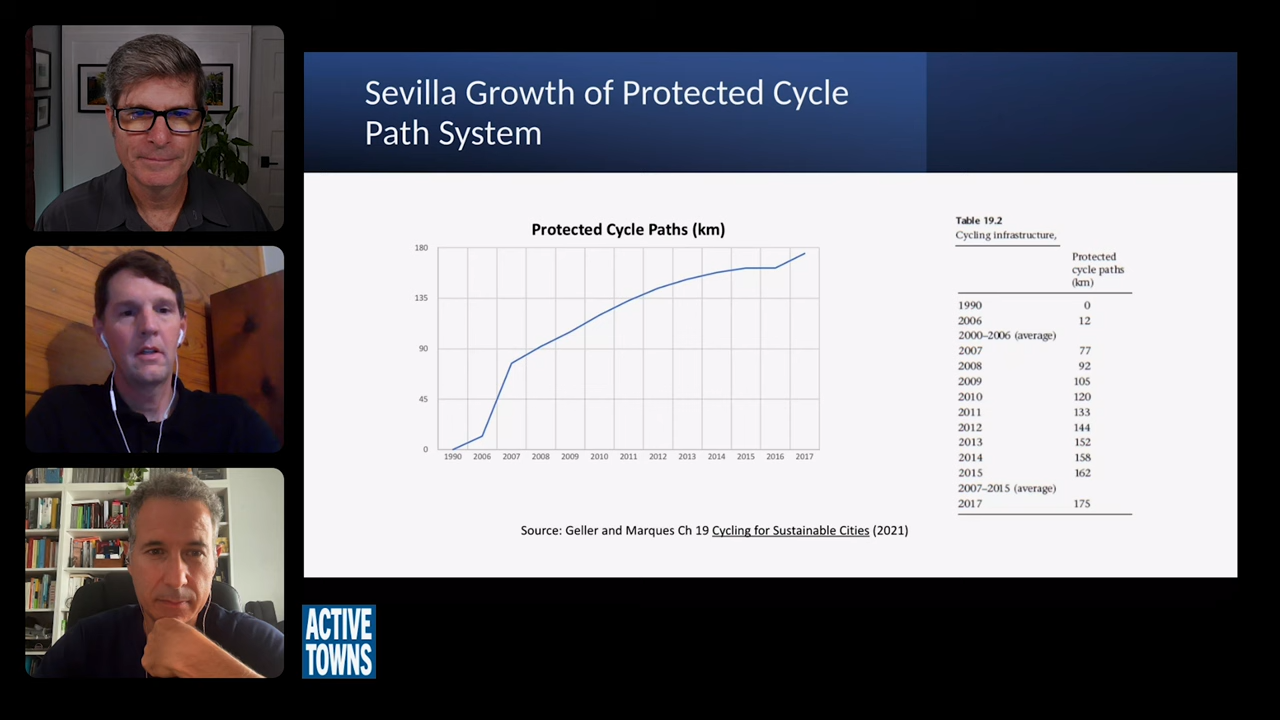 Sevilla Growth of Protected Cycle
Path System
Protected Cycle Paths (km)
180
135
90
45
0
1990 2006 2007 2008 2009 2010 2011 2012 2013 2014 2015 2016 2017
Table 19.2
Cycling infrastructure,
Protected
cycle paths
(km)
1990 0
2006 12
2000–2006 (average)
2007 77
2008 92
2009 105
2010 120
2011 133
2012 144
2013 152
2014 158
2015 162
2007–2015 (average)
2017 175
Source: Geller and Marques Ch 19 Cycling for Sustainable Cities (2021)
ACTIVE
TOWNS